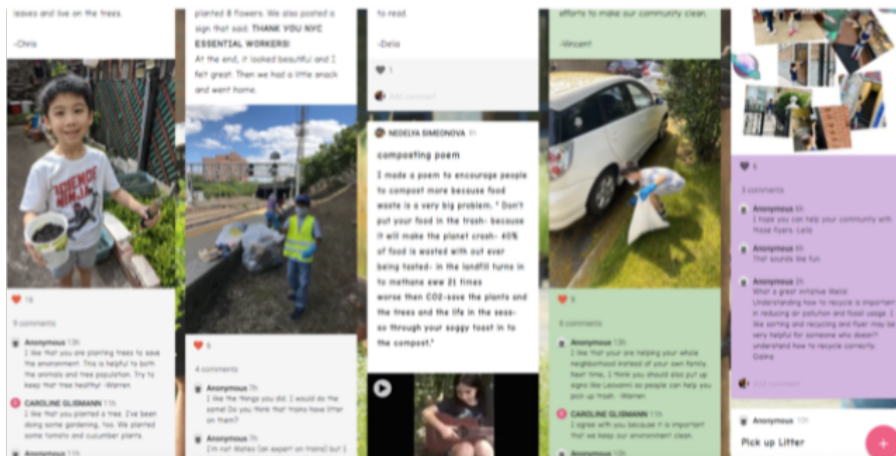 leaves and live on the trees.
-Chris
18
9 comments
Anonymous 13h
I like that you are planting trees to save
the environment. This is helpful to both
the animals and tree population. Try to
keep that tree healthy! -Warren
CAROLINE GLISMANN 11h
I like that you planted a tree. I've been
doing some gardening, too. We planted
some tomato and cucumber plants.
Anonymous 11h
planted 8 flowers. We also posted a
sign that said: THANK YOU NYC
ESSENTIAL WORKERS!
At the end, it looked beautiful and I
felt great. Then we had a little snack
and went home.
6
4 comments
Anonymous 7h
I like the things you did. I would do the
same! Do you think that trains have litter
on them?
Anonymous 7h
I'm not Mateo (an expert on trains) but I
to read.
-Delia
1
Add comment
NEDELYA SIMEONOVA 8h
composting poem
I made a poem to encourage people
to compost more because food
waste is a very big problem. " Don't
put your food in the trash- because
it will make the planet crash- 40%
of food is wasted with out ever
being tasted- in the landfill turns in
to methane eww 21 times
worse then CO2-save the plants and
the trees and the life in the seas-
so through your soggy toast in to
the compost."
efforts to make our community clean.
-Vincent
6 comments
Anonymous 13h
I like that your are helping your whole
neighborhood instead of your own family.
Next time, I think you should also put up
signs like so people can help you
pick up trash. -Warren
CAROLINE GLISMANN 11h
I agree with you because it is important
that we keep our environment clean.
Anonymous 13h
6
3 comments
Anonymous 6h
I hope you can help your community with
those flyers. Leila
Anonymous 6h
That sounds like fun.
Anonymous 2h
What a great initiative
Understanding how to recycle is important
in reducing air pollution and fossil usage. I
like sorting and recycling and flyer may be
very helpful for someone who doesn't
understand how to recycle correctly.
Add comment
Anonymous 10h
Pick up Litter
+